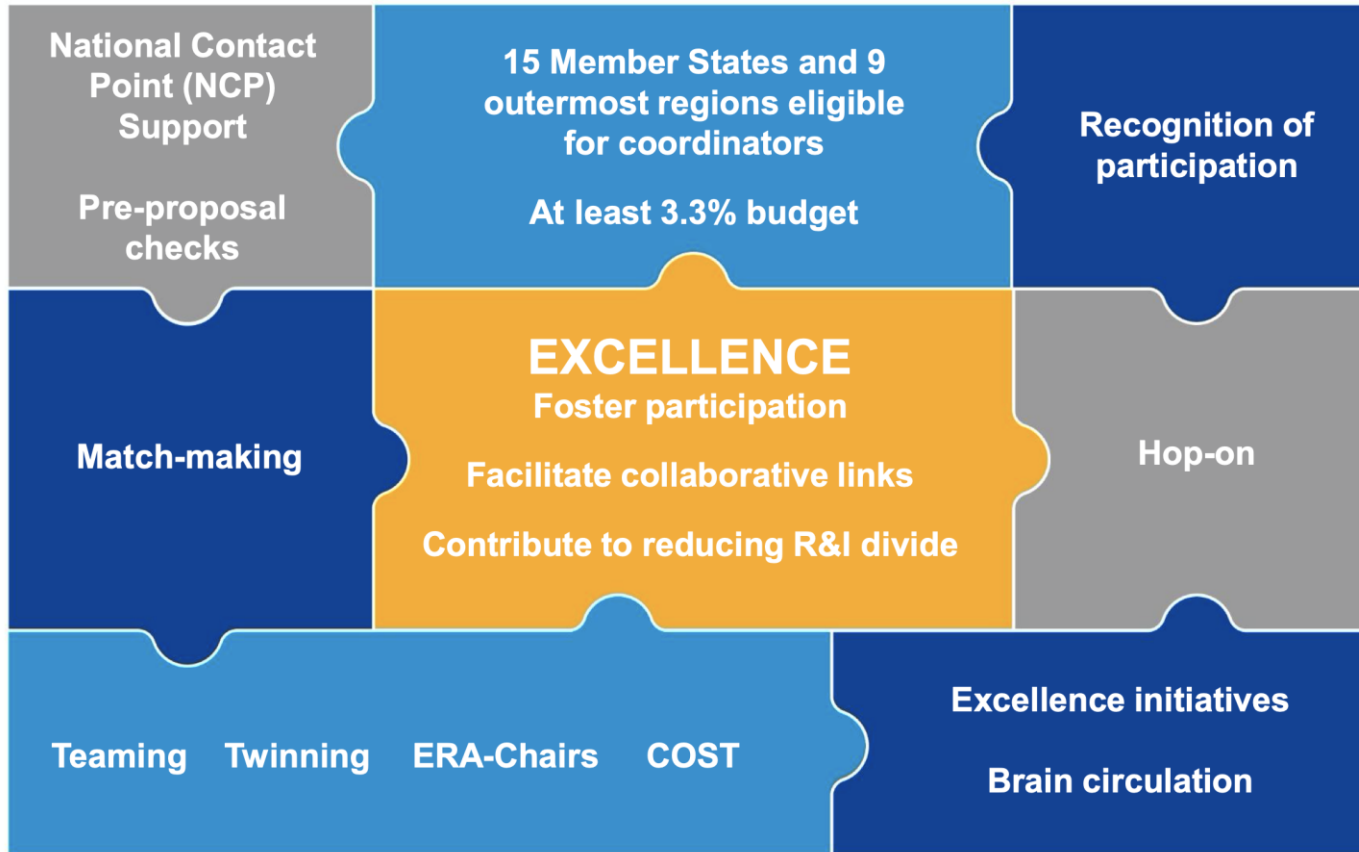 National Contact
Point (NCP)
Support
Pre-proposal
checks
15 Member States and 9
outermost regions eligible
for coordinators
At least 3.3% budget
Recognition of
participation
Match-making
EXCELLENCE
Foster participation
Facilitate collaborative links
Contribute to reducing R&I divide
Hop-on
Teaming Twinning ERA-Chairs COST
Excellence initiatives
Brain circulation